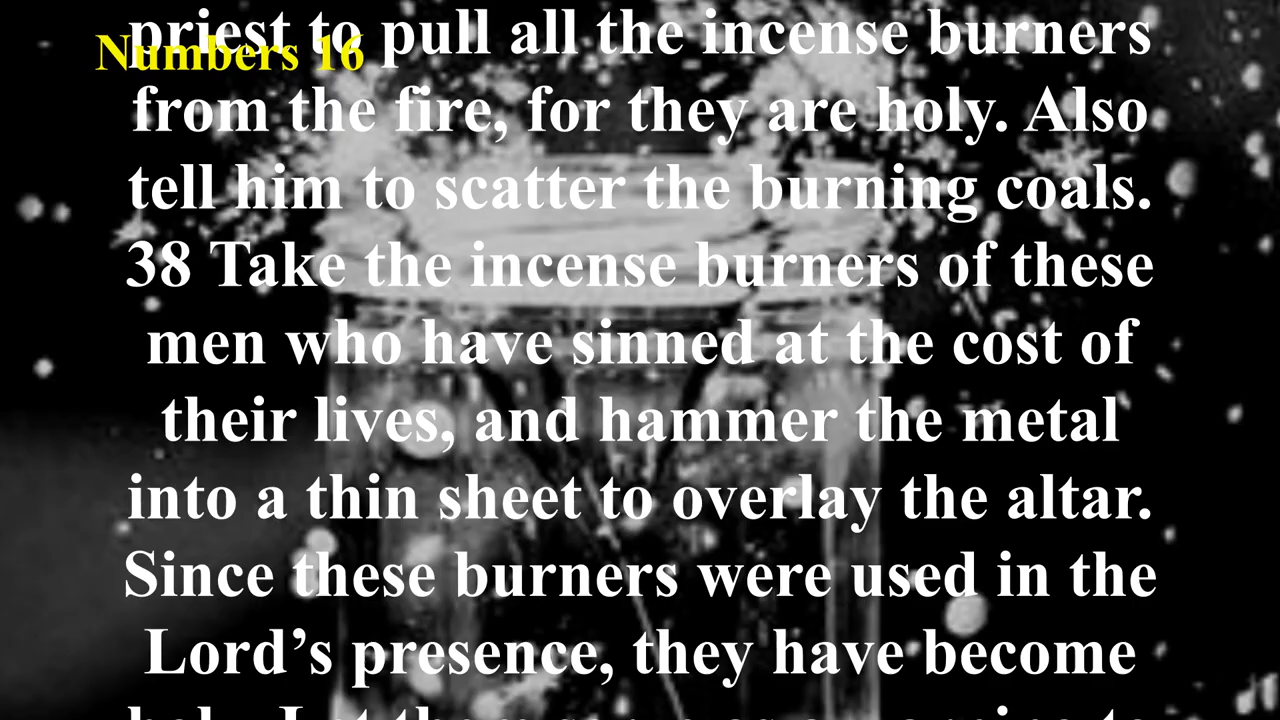 Numbers 16
priest to pull all the incense burners
from the fire, for they are holy. Also
tell him to scatter the burning coals.
38 Take the incense burners of these
men who have sinned at the cost of
their lives, and hammer the metal
into a thin sheet to overlay the altar.
Since these burners were used in the
Lord’s presence, they have become